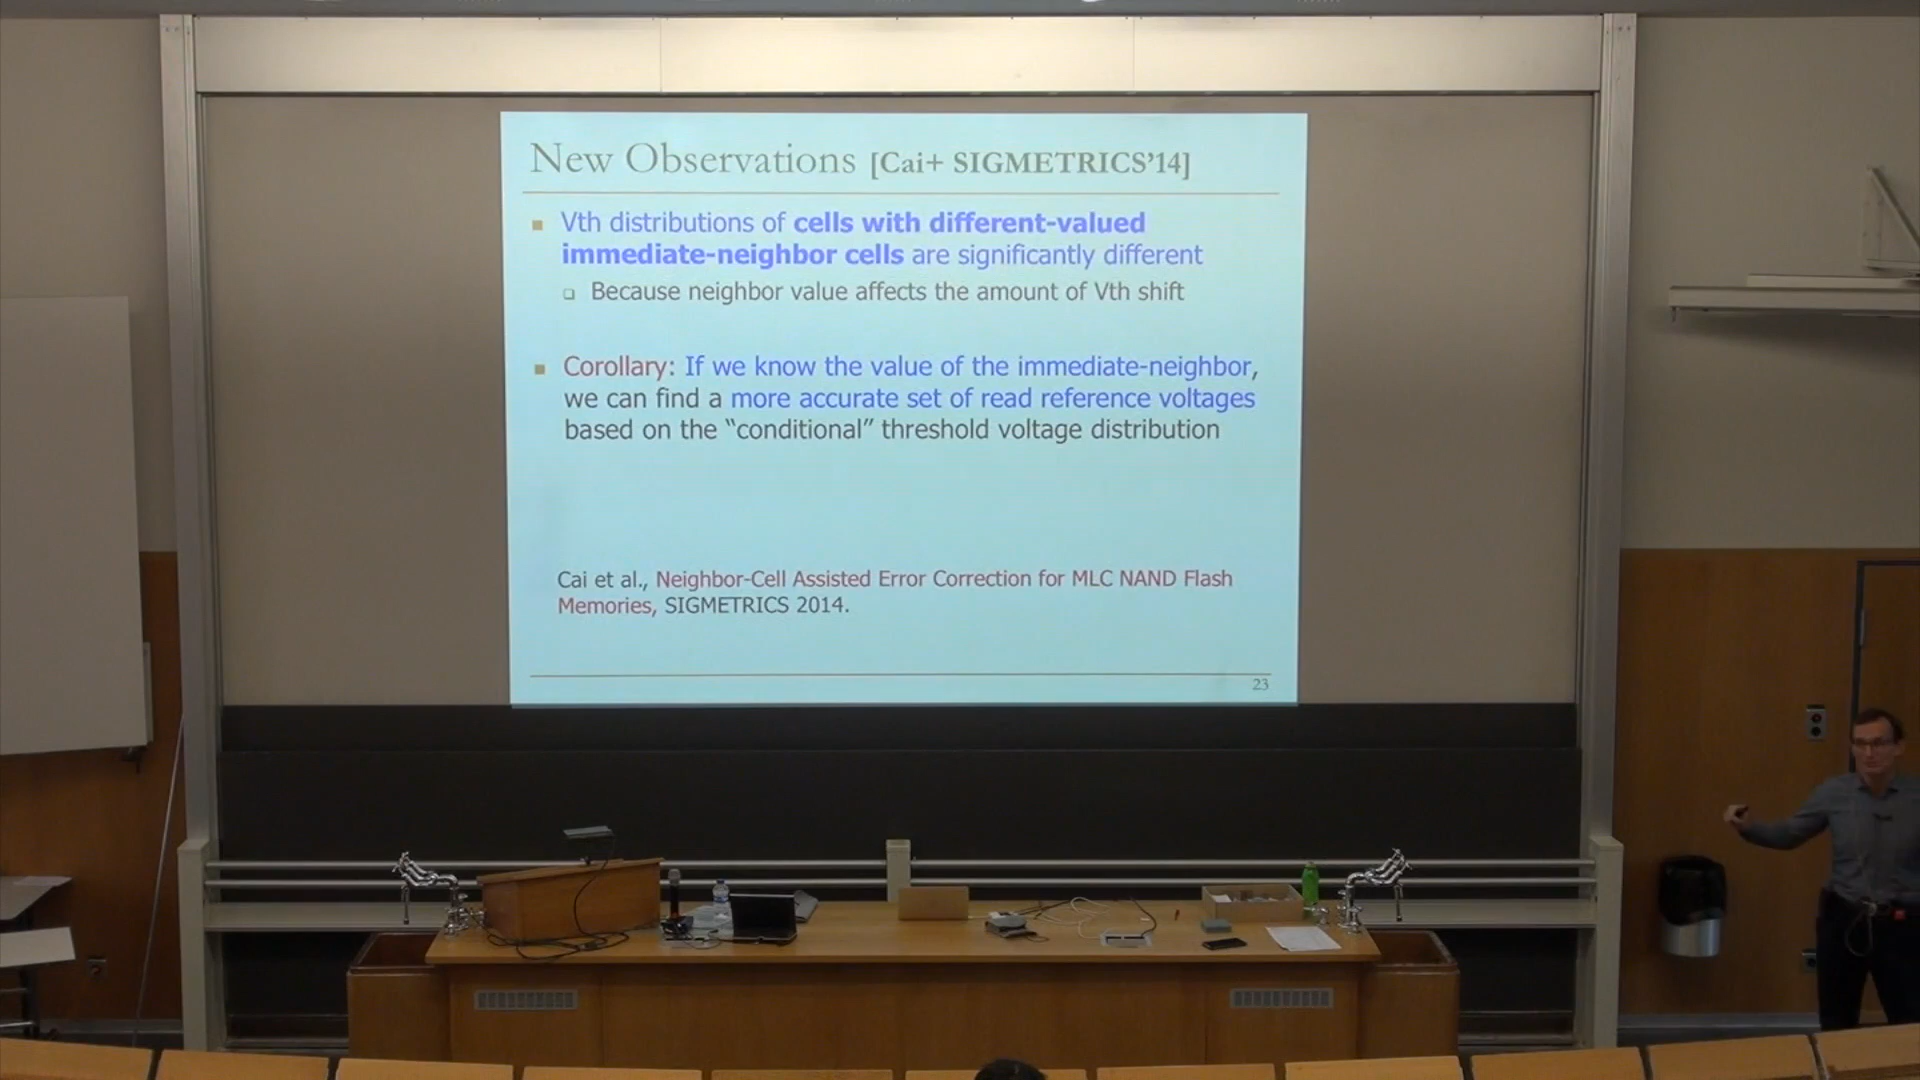 New Observations [Cai+ SIGMETRICS’14]
Vth distributions of cells with different-valued
immediate-neighbor cells are significantly different
Because neighbor value affects the amount of Vth shift
Corollary: If we know the value of the immediate-neighbor,
we can find a more accurate set of read reference voltages
based on the “conditional” threshold voltage distribution
Cai et al., Neighbor-Cell Assisted Error Correction for MLC NAND Flash
Memories, SIGMETRICS 2014.
23